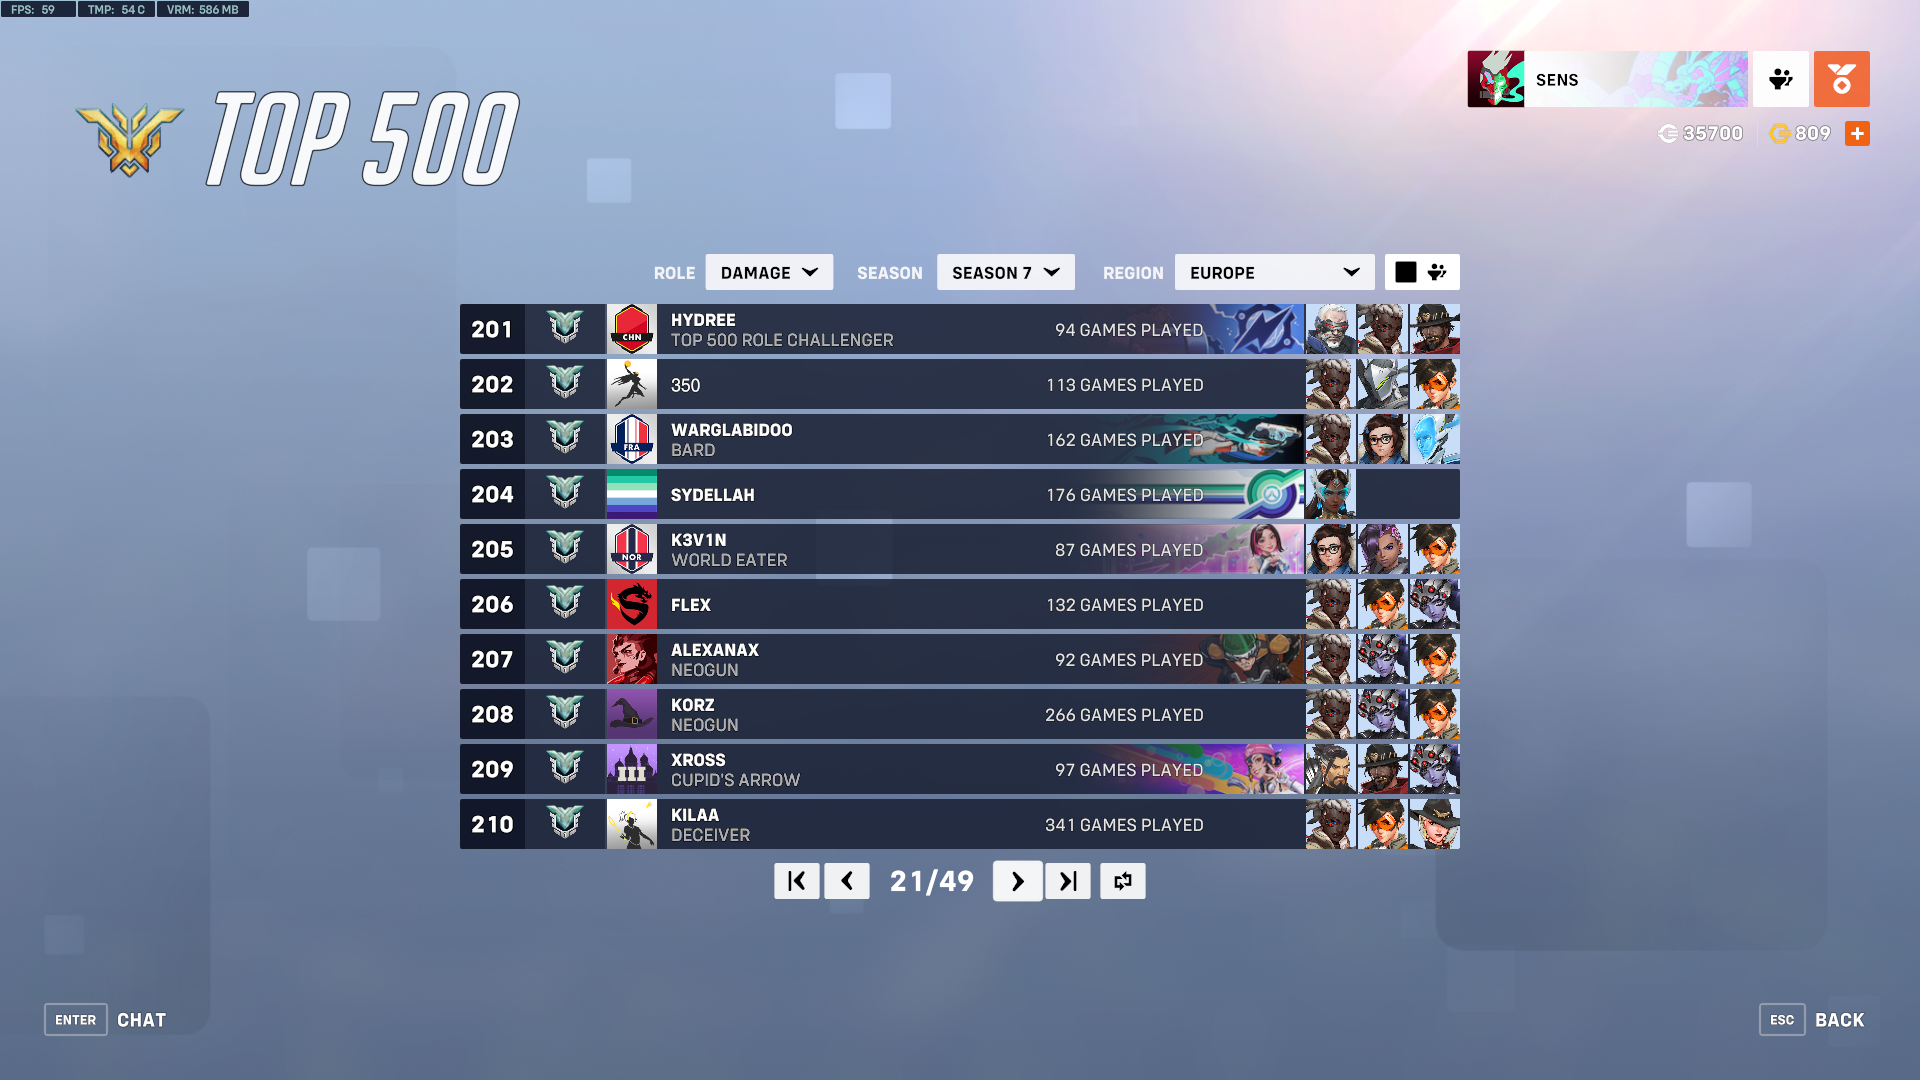 FPS: 59 TMP: 54 C VRM: 586 MB
TOP 500
SENS
35700 809
ROLE DAMAGE SEASON SEASON 7 REGION EUROPE
201 CHN HYDREE 94 GAMES PLAYED
TOP 500 ROLE CHALLENGER
202 350 113 GAMES PLAYED
203 FRA WARGLABIDOO 162 GAMES PLAYED
BARD
204 SYDELLAH 176 GAMES PLAYED
205 NOR K3V1N 87 GAMES PLAYED
WORLD EATER
206 FLEX 132 GAMES PLAYED
207 ALEXANAX 92 GAMES PLAYED
NEOGUN
208 KORZ 266 GAMES PLAYED
NEOGUN
209 III XROSS 97 GAMES PLAYED
CUPID'S ARROW
210 KILAA 341 GAMES PLAYED
DECEIVER
21/49
ENTER CHAT
ESC BACK